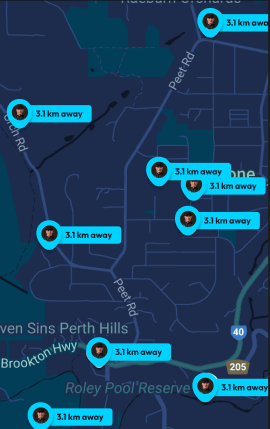 Raeburn Orchards
3.1 km awa
Peet Rd
3.1 km away
Urch Rd
3.1 km away
one
3.1 km away
3.1 km away
3.1 km away
Peet Rd
ven Sins Perth Hills
40
Brookton Hwy
3.1 km away
205
Roley Pool Reserve
3.1 km away
3.1 km away